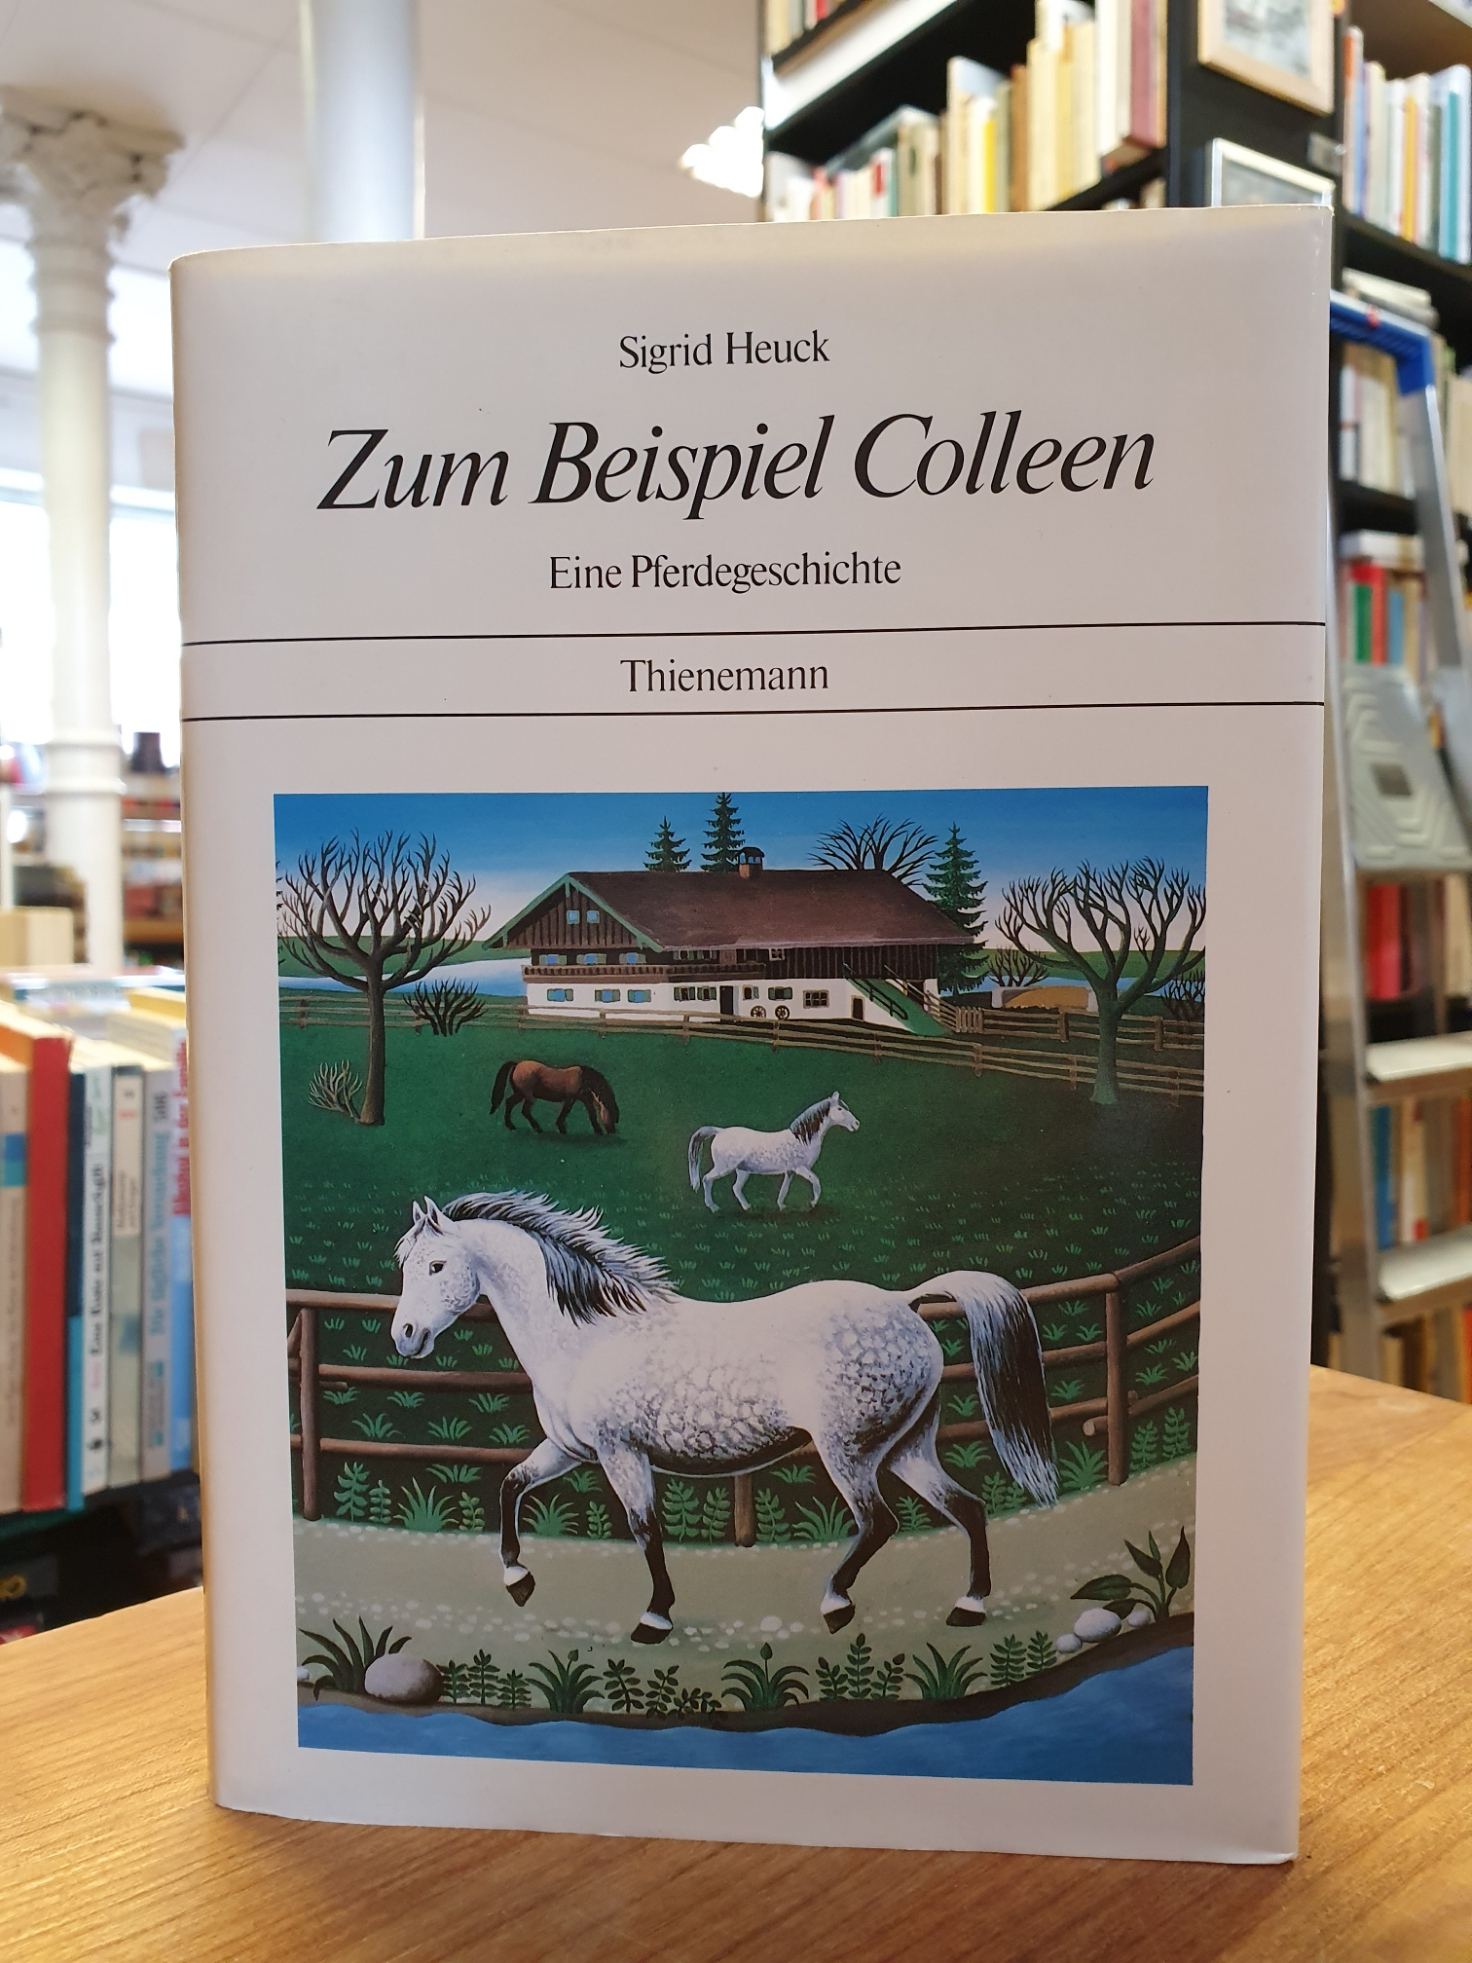 Sigrid Heuck
Zum Beispiel Colleen
Eine Pferdegeschichte
Thienemann